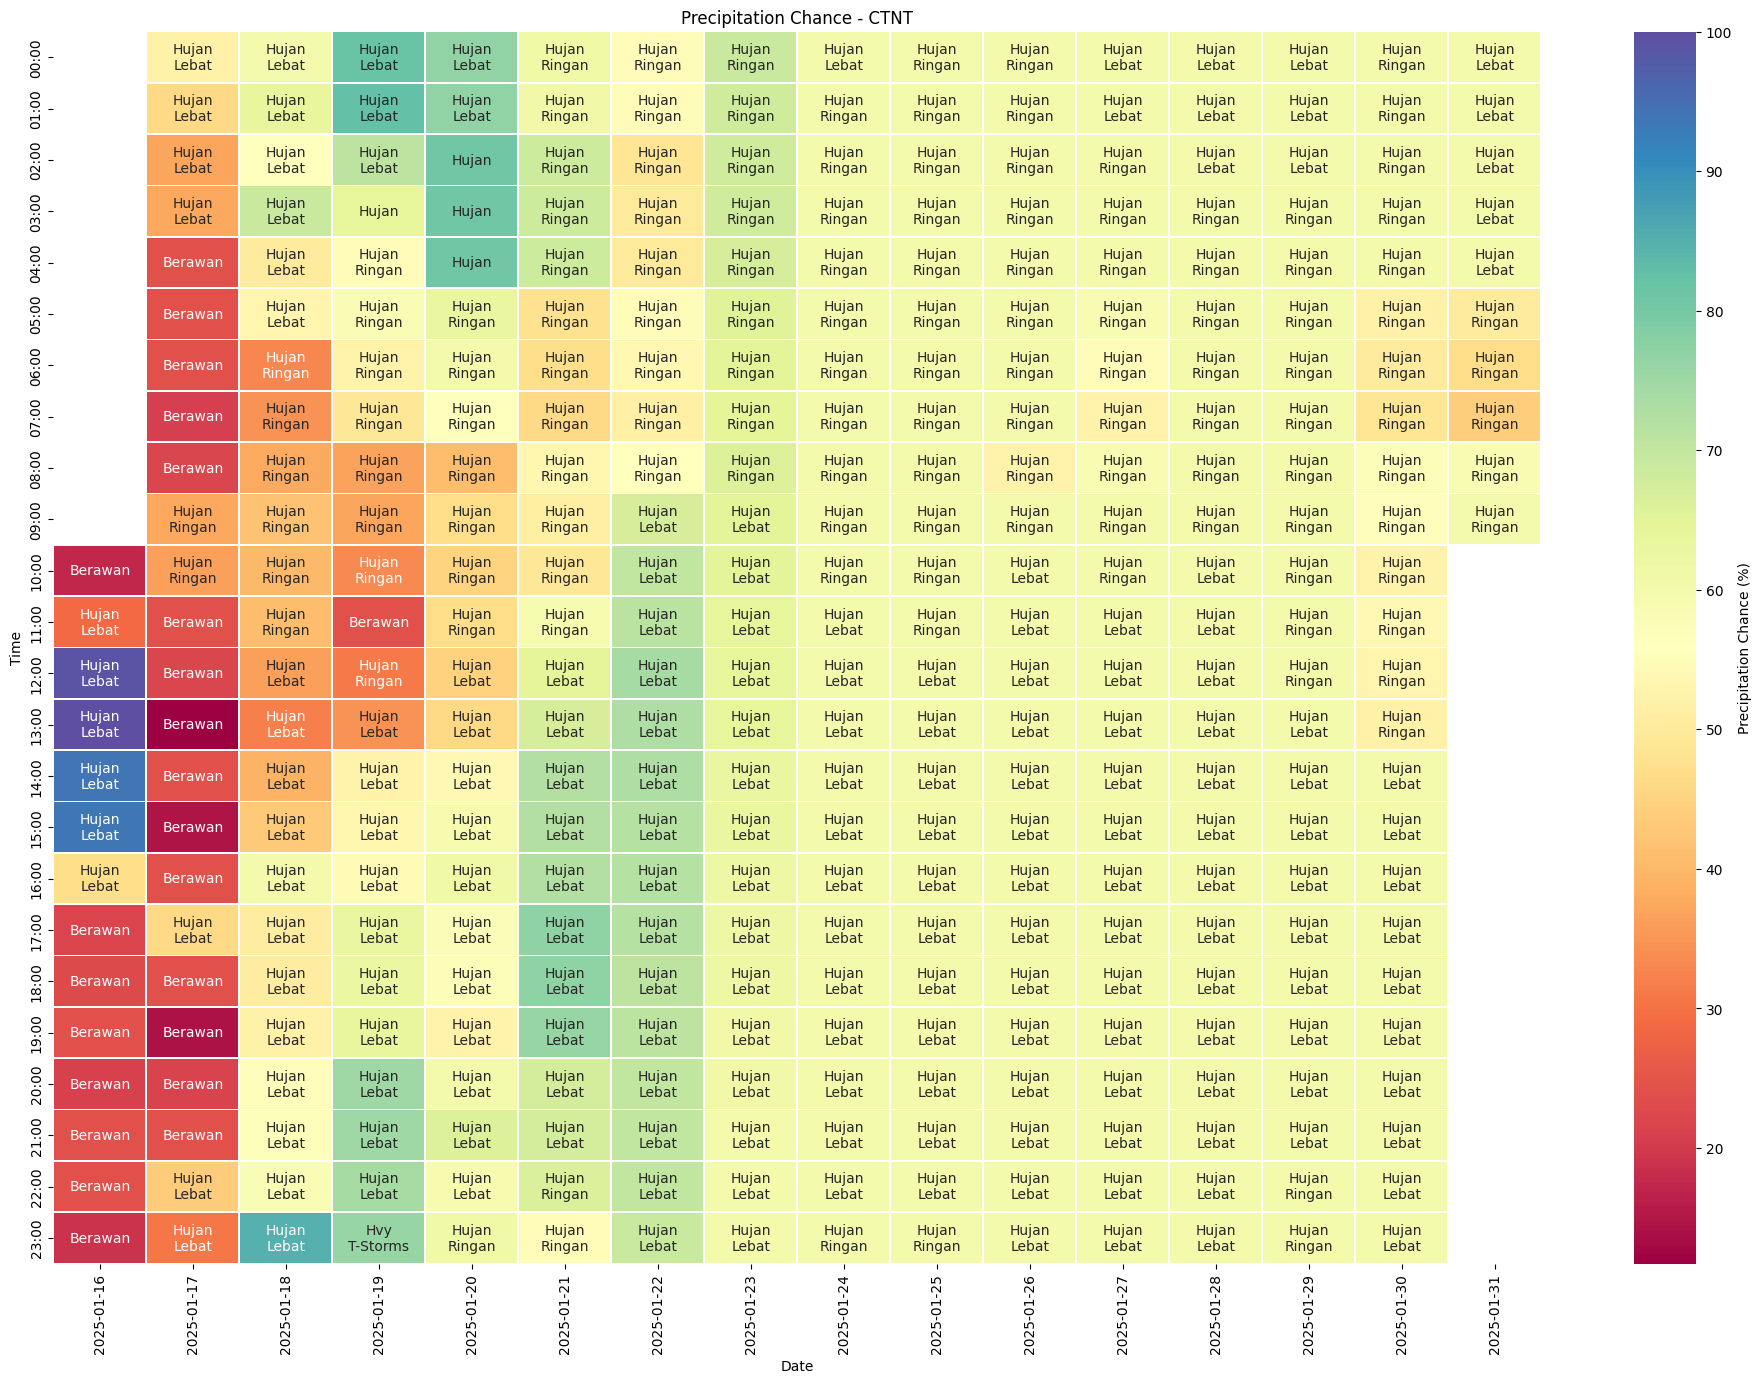 Precipitation Chance - CTNT
00:00 Hujan Lebat Hujan Lebat Hujan Lebat Hujan Lebat Hujan Ringan Hujan Ringan Hujan Ringan Hujan Lebat Hujan Ringan Hujan Ringan Hujan Lebat Hujan Lebat Hujan Lebat Hujan Ringan Hujan Lebat
01:00 Hujan Lebat Hujan Lebat Hujan Lebat Hujan Lebat Hujan Ringan Hujan Ringan Hujan Ringan Hujan Ringan Hujan Ringan Hujan Ringan Hujan Lebat Hujan Lebat Hujan Lebat Hujan Ringan Hujan Lebat
02:00 Hujan Lebat Hujan Lebat Hujan Lebat Hujan Hujan Ringan Hujan Ringan Hujan Ringan Hujan Ringan Hujan Ringan Hujan Ringan Hujan Ringan Hujan Lebat Hujan Lebat Hujan Ringan Hujan Lebat
03:00 Hujan Lebat Hujan Lebat Hujan Hujan Hujan Ringan Hujan Ringan Hujan Ringan Hujan Ringan Hujan Ringan Hujan Ringan Hujan Ringan Hujan Ringan Hujan Ringan Hujan Ringan Hujan Lebat
04:00 Berawan Hujan Lebat Hujan Ringan Hujan Hujan Ringan Hujan Ringan Hujan Ringan Hujan Ringan Hujan Ringan Hujan Ringan Hujan Ringan Hujan Ringan Hujan Ringan Hujan Ringan Hujan Lebat
05:00 Berawan Hujan Lebat Hujan Ringan Hujan Ringan Hujan Ringan Hujan Ringan Hujan Ringan Hujan Ringan Hujan Ringan Hujan Ringan Hujan Ringan Hujan Ringan Hujan Ringan Hujan Ringan Hujan Ringan
06:00 Berawan Hujan Ringan Hujan Ringan Hujan Ringan Hujan Ringan Hujan Ringan Hujan Ringan Hujan Ringan Hujan Ringan Hujan Ringan Hujan Ringan Hujan Ringan Hujan Ringan Hujan Ringan Hujan Ringan
07:00 Berawan Hujan Ringan Hujan Ringan Hujan Ringan Hujan Ringan Hujan Ringan Hujan Ringan Hujan Ringan Hujan Ringan Hujan Ringan Hujan Ringan Hujan Ringan Hujan Ringan Hujan Ringan Hujan Ringan
08:00 Berawan Hujan Ringan Hujan Ringan Hujan Ringan Hujan Ringan Hujan Ringan Hujan Ringan Hujan Ringan Hujan Ringan Hujan Ringan Hujan Ringan Hujan Ringan Hujan Ringan Hujan Ringan Hujan Ringan
09:00 Hujan Ringan Hujan Ringan Hujan Ringan Hujan Ringan Hujan Ringan Hujan Lebat Hujan Lebat Hujan Ringan Hujan Ringan Hujan Ringan Hujan Ringan Hujan Ringan Hujan Ringan Hujan Ringan Hujan Ringan
10:00 Berawan Hujan Ringan Hujan Ringan Hujan Ringan Hujan Ringan Hujan Ringan Hujan Lebat Hujan Lebat Hujan Ringan Hujan Ringan Hujan Lebat Hujan Ringan Hujan Lebat Hujan Ringan Hujan Ringan
11:00 Hujan Lebat Berawan Hujan Ringan Berawan Hujan Ringan Hujan Ringan Hujan Lebat Hujan Lebat Hujan Lebat Hujan Ringan Hujan Lebat Hujan Lebat Hujan Lebat Hujan Ringan Hujan Ringan
12:00 Hujan Lebat Berawan Hujan Lebat Hujan Ringan Hujan Lebat Hujan Lebat Hujan Lebat Hujan Lebat Hujan Lebat Hujan Lebat Hujan Lebat Hujan Lebat Hujan Lebat Hujan Ringan Hujan Ringan
13:00 Hujan Lebat Berawan Hujan Lebat Hujan Lebat Hujan Lebat Hujan Lebat Hujan Lebat Hujan Lebat Hujan Lebat Hujan Lebat Hujan Lebat Hujan Lebat Hujan Lebat Hujan Lebat Hujan Ringan
14:00 Hujan Lebat Berawan Hujan Lebat Hujan Lebat Hujan Lebat Hujan Lebat Hujan Lebat Hujan Lebat Hujan Lebat Hujan Lebat Hujan Lebat Hujan Lebat Hujan Lebat Hujan Lebat Hujan Lebat
15:00 Hujan Lebat Berawan Hujan Lebat Hujan Lebat Hujan Lebat Hujan Lebat Hujan Lebat Hujan Lebat Hujan Lebat Hujan Lebat Hujan Lebat Hujan Lebat Hujan Lebat Hujan Lebat Hujan Lebat
16:00 Hujan Lebat Berawan Hujan Lebat Hujan Lebat Hujan Lebat Hujan Lebat Hujan Lebat Hujan Lebat Hujan Lebat Hujan Lebat Hujan Lebat Hujan Lebat Hujan Lebat Hujan Lebat Hujan Lebat
17:00 Berawan Hujan Lebat Hujan Lebat Hujan Lebat Hujan Lebat Hujan Lebat Hujan Lebat Hujan Lebat Hujan Lebat Hujan Lebat Hujan Lebat Hujan Lebat Hujan Lebat Hujan Lebat Hujan Lebat
18:00 Berawan Berawan Hujan Lebat Hujan Lebat Hujan Lebat Hujan Lebat Hujan Lebat Hujan Lebat Hujan Lebat Hujan Lebat Hujan Lebat Hujan Lebat Hujan Lebat Hujan Lebat Hujan Lebat
19:00 Berawan Berawan Hujan Lebat Hujan Lebat Hujan Lebat Hujan Lebat Hujan Lebat Hujan Lebat Hujan Lebat Hujan Lebat Hujan Lebat Hujan Lebat Hujan Lebat Hujan Lebat Hujan Lebat
20:00 Berawan Berawan Hujan Lebat Hujan Lebat Hujan Lebat Hujan Lebat Hujan Lebat Hujan Lebat Hujan Lebat Hujan Lebat Hujan Lebat Hujan Lebat Hujan Lebat Hujan Lebat Hujan Lebat
21:00 Berawan Berawan Hujan Lebat Hujan Lebat Hujan Lebat Hujan Lebat Hujan Lebat Hujan Lebat Hujan Lebat Hujan Lebat Hujan Lebat Hujan Lebat Hujan Lebat Hujan Lebat Hujan Lebat
22:00 Berawan Hujan Lebat Hujan Lebat Hujan Lebat Hujan Lebat Hujan Ringan Hujan Lebat Hujan Lebat Hujan Lebat Hujan Lebat Hujan Lebat Hujan Lebat Hujan Lebat Hujan Ringan Hujan Lebat
23:00 Berawan Hujan Lebat Hujan Lebat Hvy T-Storms Hujan Ringan Hujan Ringan Hujan Lebat Hujan Lebat Hujan Ringan Hujan Ringan Hujan Lebat Hujan Lebat Hujan Lebat Hujan Ringan Hujan Lebat
2025-01-16 2025-01-17 2025-01-18 2025-01-19 2025-01-20 2025-01-21 2025-01-22 2025-01-23 2025-01-24 2025-01-25 2025-01-26 2025-01-27 2025-01-28 2025-01-29 2025-01-30 2025-01-31
Date
Time
100
90
80
70
60
50
40
30
20
Precipitation Chance (%)